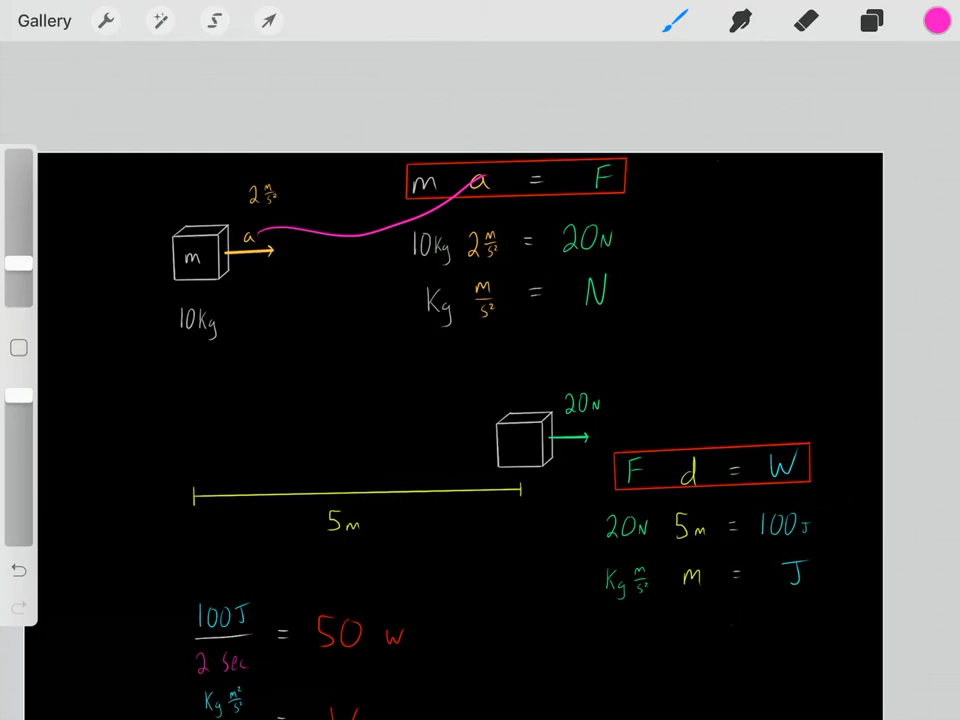 Gallery
2 m/s²
m a = F
a
m
10Kg 2 m/s² = 20N
10Kg
Kg m/s² = N
20N
F d = W
5m
20N 5m = 100J
Kg m/s² m = J
100J / 2 Sec = 50 W
Kg m²/s² =